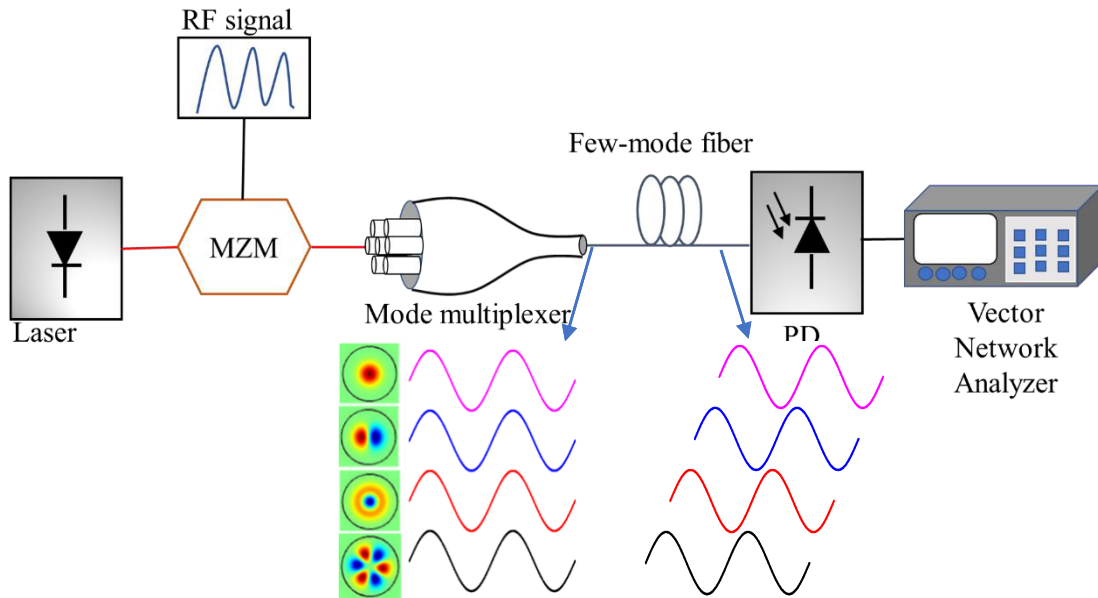 RF signal
Few-mode fiber
MZM
Laser
Mode multiplexer
PD
Vector
Network
Analyzer